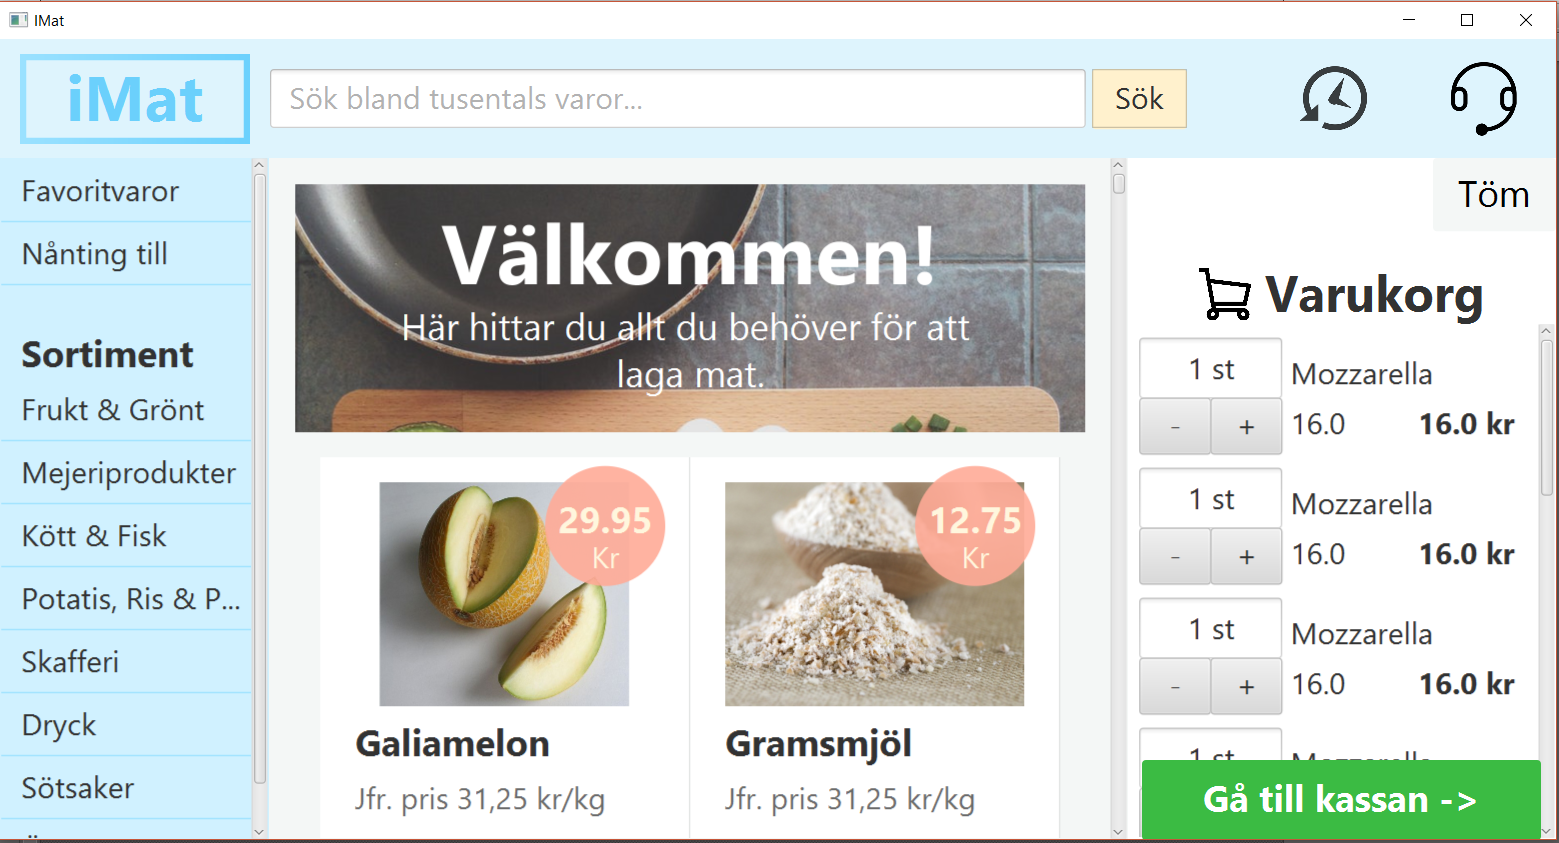 IMat
iMat
Sök bland tusentals varor...
Sök
Favoritvaror
Nånting till
Sortiment
Frukt & Grönt
Mejeriprodukter
Kött & Fisk
Potatis, Ris & P...
Skafferi
Dryck
Sötsaker
Välkommen!
Här hittar du allt du behöver för att
laga mat.
29.95
Kr
Galiamelon
Jfr. pris 31,25 kr/kg
12.75
Kr
Gramsmjöl
Jfr. pris 31,25 kr/kg
Töm
Varukorg
1 st
Mozzarella
- +
16.0 16.0 kr
1 st
Mozzarella
- +
16.0 16.0 kr
1 st
Mozzarella
- +
16.0 16.0 kr
1 st
Mozzarella
Gå till kassan ->